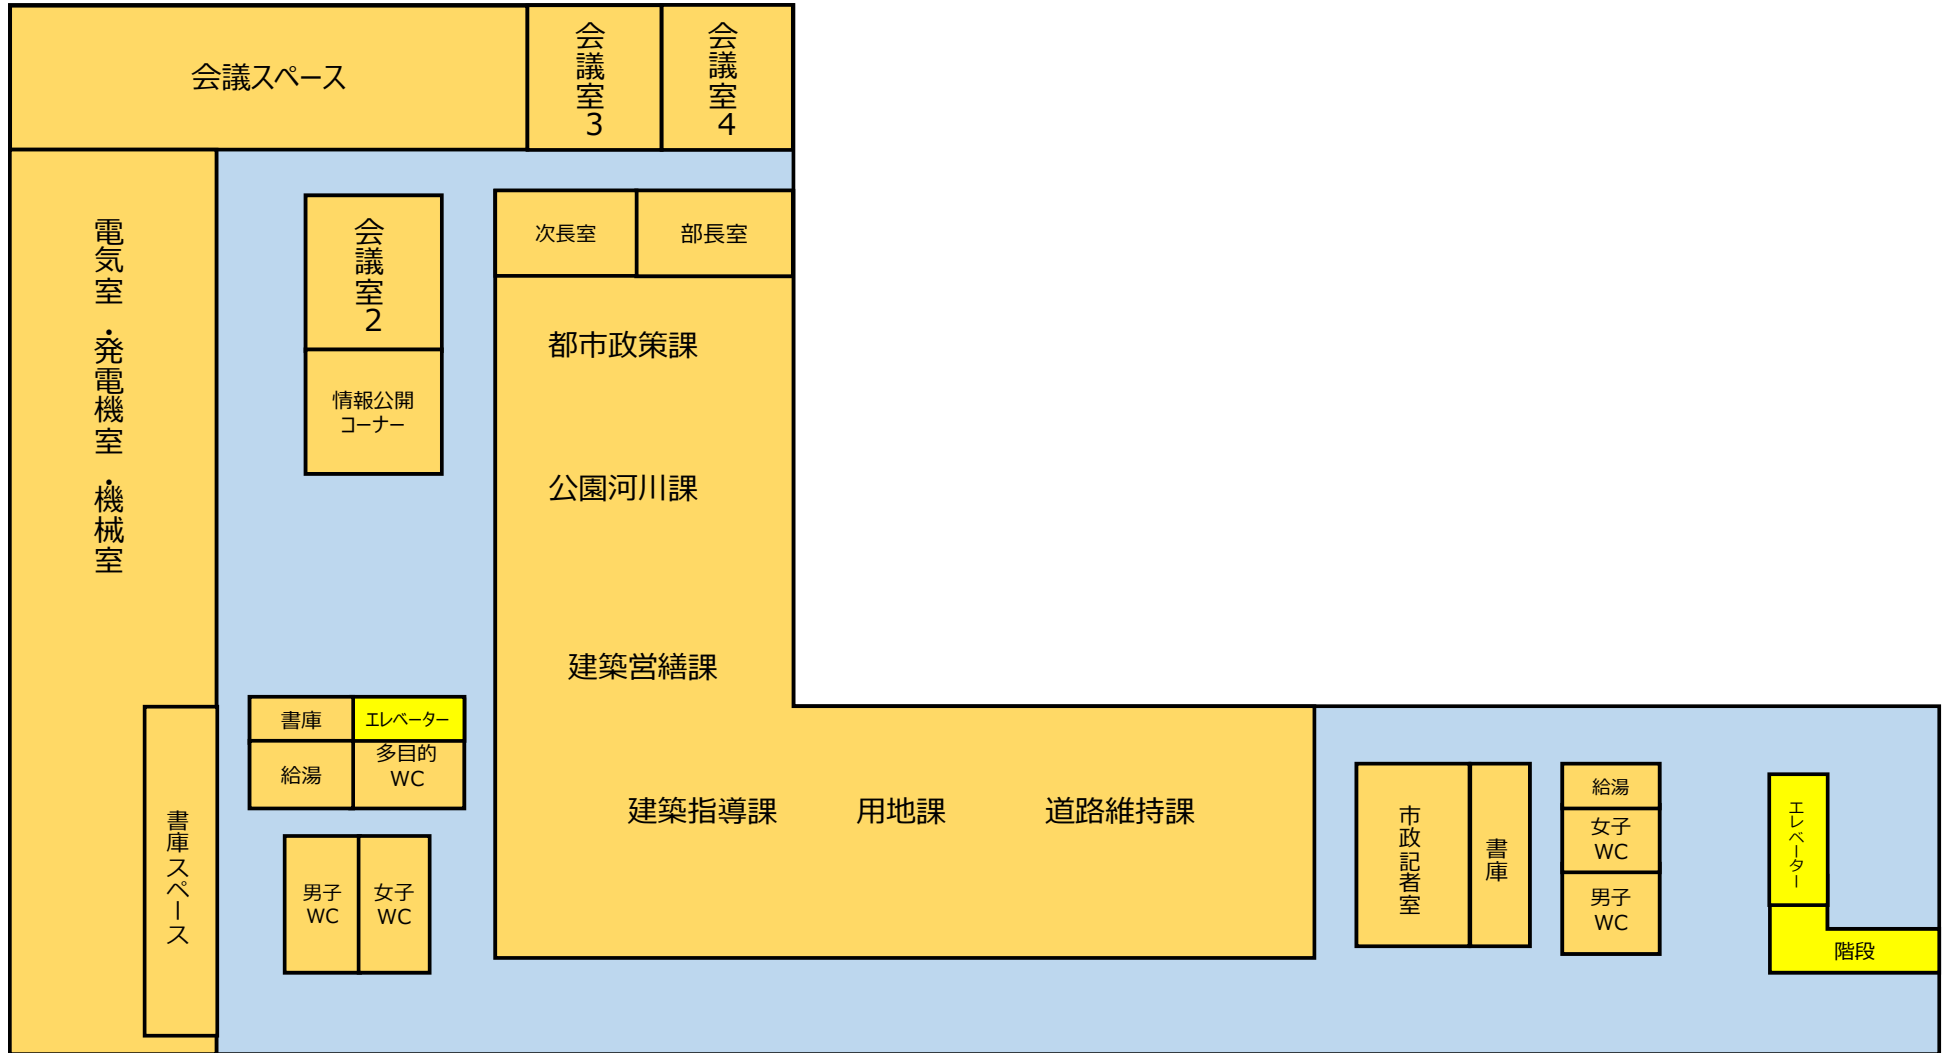 会議スペース
会議室3
会議室4
電気室・発電機室・機械室
会議室2
次長室
部長室
都市政策課
情報公開
コーナー
公園河川課
建築営繕課
書庫
エレベーター
給湯
多目的
WC
書庫スペース
男子
WC
女子
WC
建築指導課
用地課
道路維持課
市政記者室
書庫
給湯
女子
WC
男子
WC
エレベーター
階段